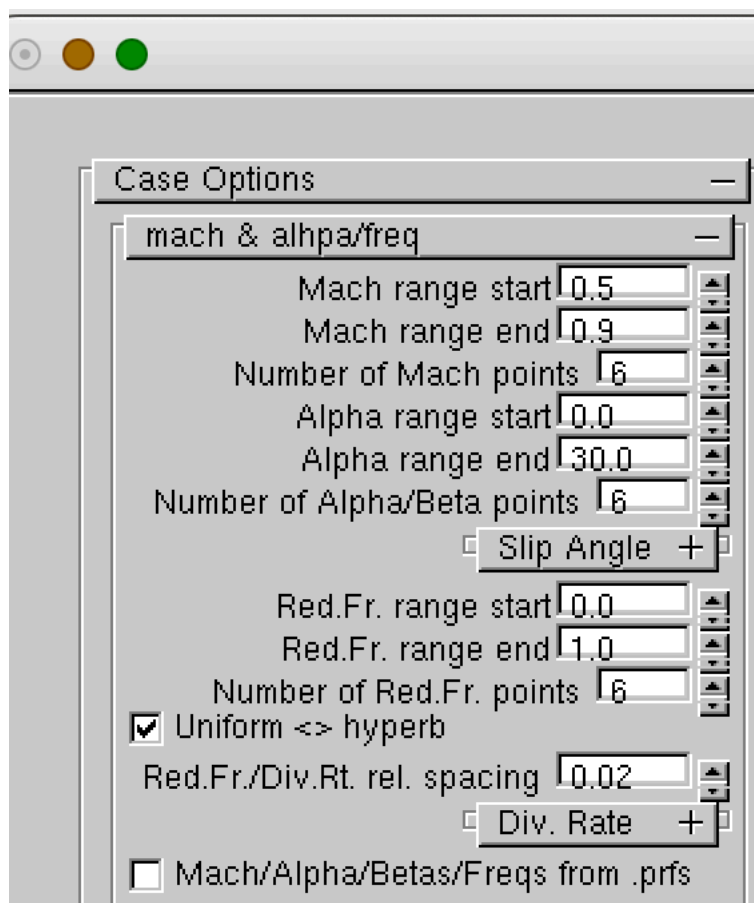 Case Options
mach & alhpa/freq
Mach range start 0.5
Mach range end 0.9
Number of Mach points 6
Alpha range start 0.0
Alpha range end 30.0
Number of Alpha/Beta points 6
Slip Angle +
Red.Fr. range start 0.0
Red.Fr. range end 1.0
Number of Red.Fr. points 6
Uniform <> hyperb
Red.Fr./Div.Rt. rel. spacing 0.02
Div. Rate +
Mach/Alpha/Betas/Freqs from .prfs